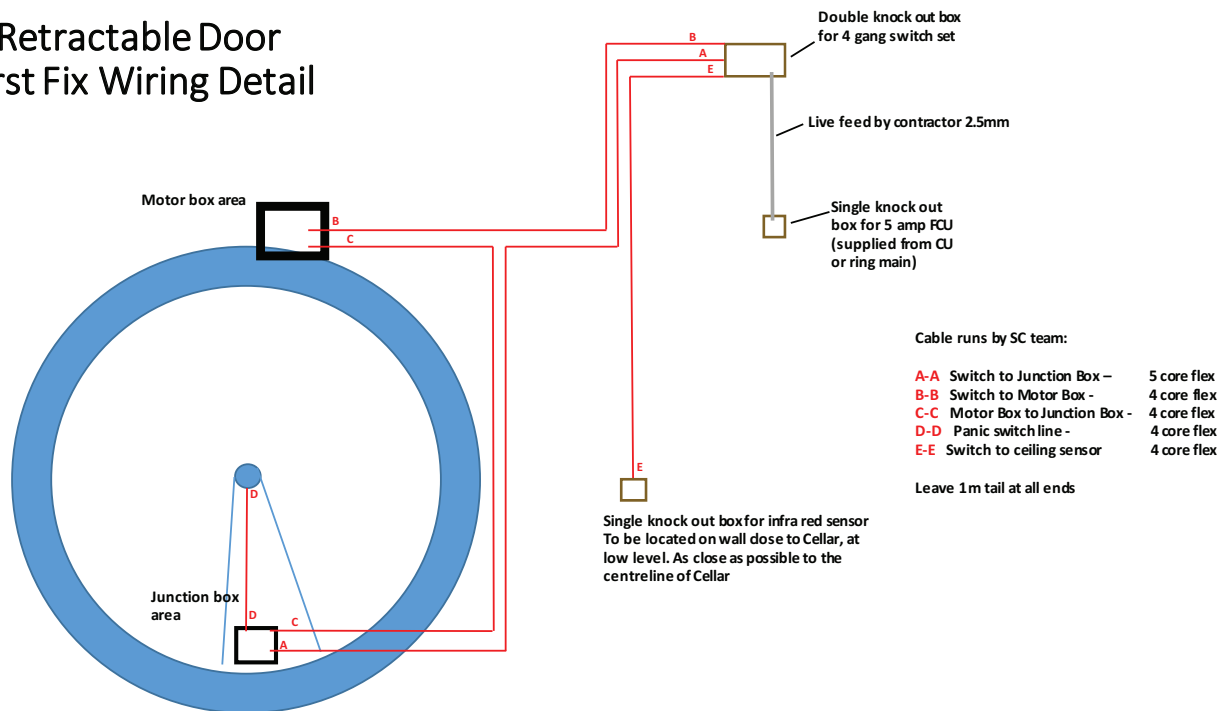 Retractable Door
rst Fix Wiring Detail
Double knock out box
for 4 gang switch set
B
A
E
Live feed by contractor 2.5mm
Motor box area
Single knock out
box for 5 amp FCU
(supplied from CU
or ring main)
B
C
Cable runs by SC team:
A-A Switch to Junction Box – 5 core flex
B-B Switch to Motor Box - 4 core flex
C-C Motor Box to Junction Box - 4 core flex
D-D Panic switch line - 4 core flex
E-E Switch to ceiling sensor 4 core flex
Leave 1m tail at all ends
E
D
Single knock out box for infra red sensor
To be located on wall close to Cellar, at
low level. As close as possible to the
centreline of Cellar
Junction box
area
D
C
A